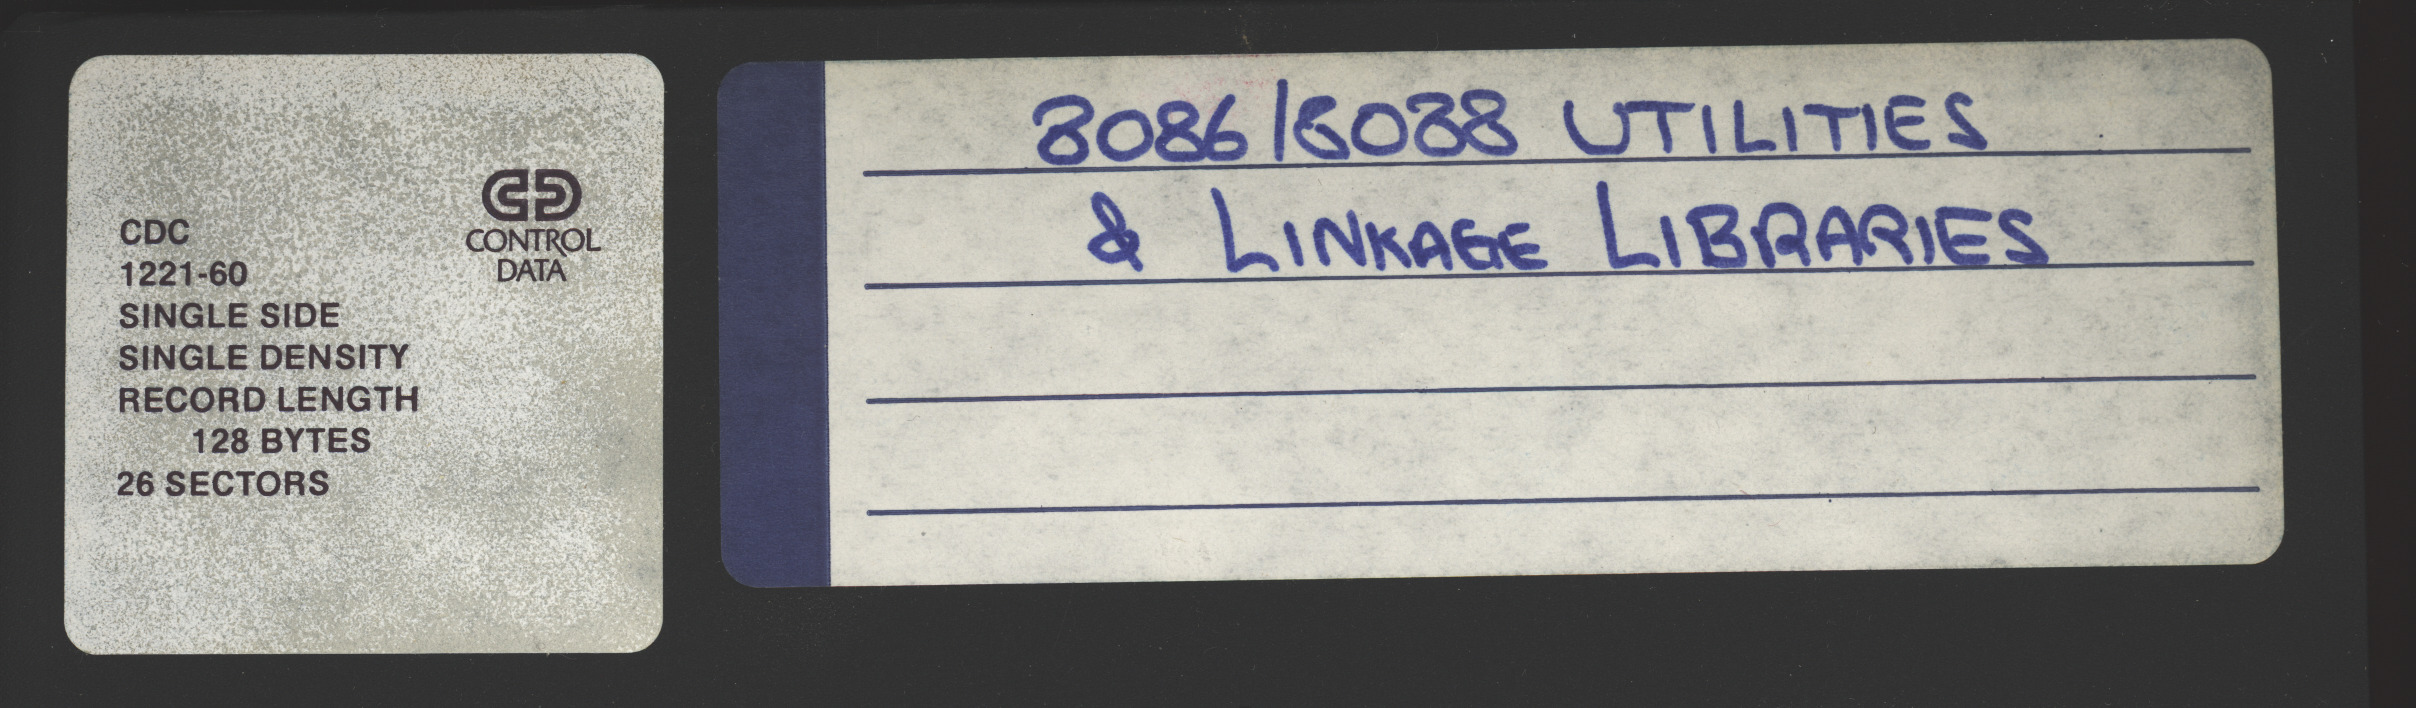 CDC
1221-60
SINGLE SIDE
SINGLE DENSITY
RECORD LENGTH
128 BYTES
26 SECTORS
CONTROL
DATA
8086/8088 UTILITIES
& LINKAGE LIBRARIES